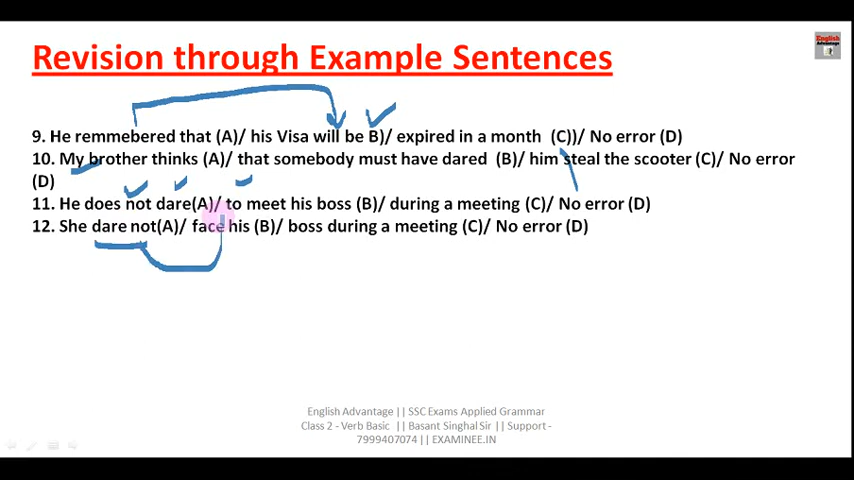 Revision through Example Sentences
English
Advantage
9. He remmebered that (A)/ his Visa will be B)/ expired in a month (C))/ No error (D)
10. My brother thinks (A)/ that somebody must have dared (B)/ him steal the scooter (C)/ No error
(D)
11. He does not dare(A)/ to meet his boss (B)/ during a meeting (C)/ No error (D)
12. She dare not(A)/ face his (B)/ boss during a meeting (C)/ No error (D)
English Advantage || SSC Exams Applied Grammar
Class 2 - Verb Basic || Basant Singhal Sir || Support -
7999407074 || EXAMINEE.IN